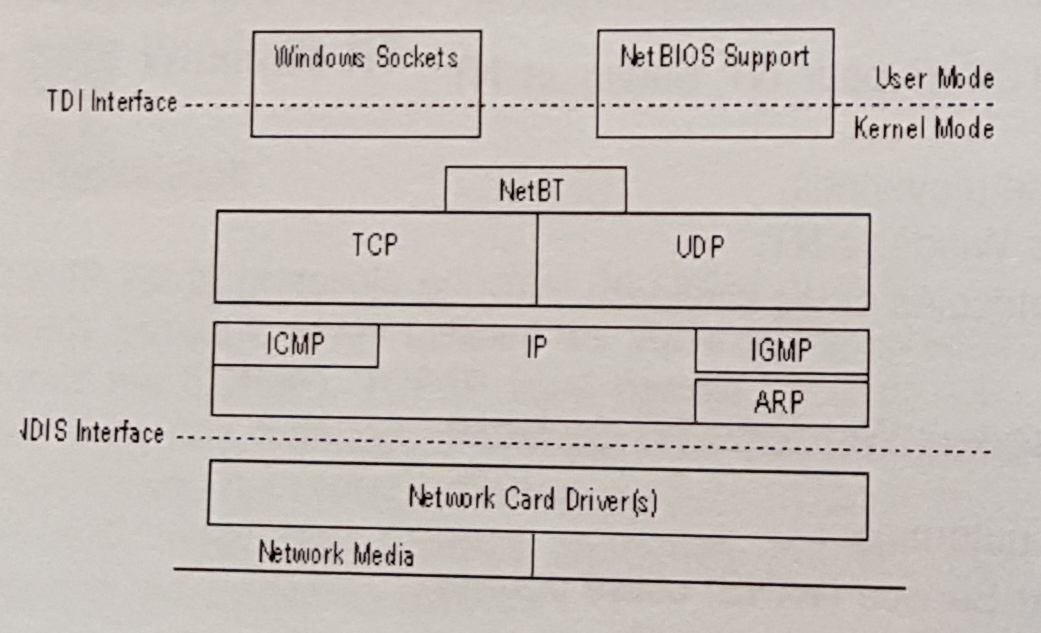 Windows Sockets
NetBIOS Support
User Mode
TDI Interface
Kernel Mode
NetBT
TCP
UDP
ICMP
IP
IGMP
ARP
NDIS Interface
Network Card Driver(s)
Network Media